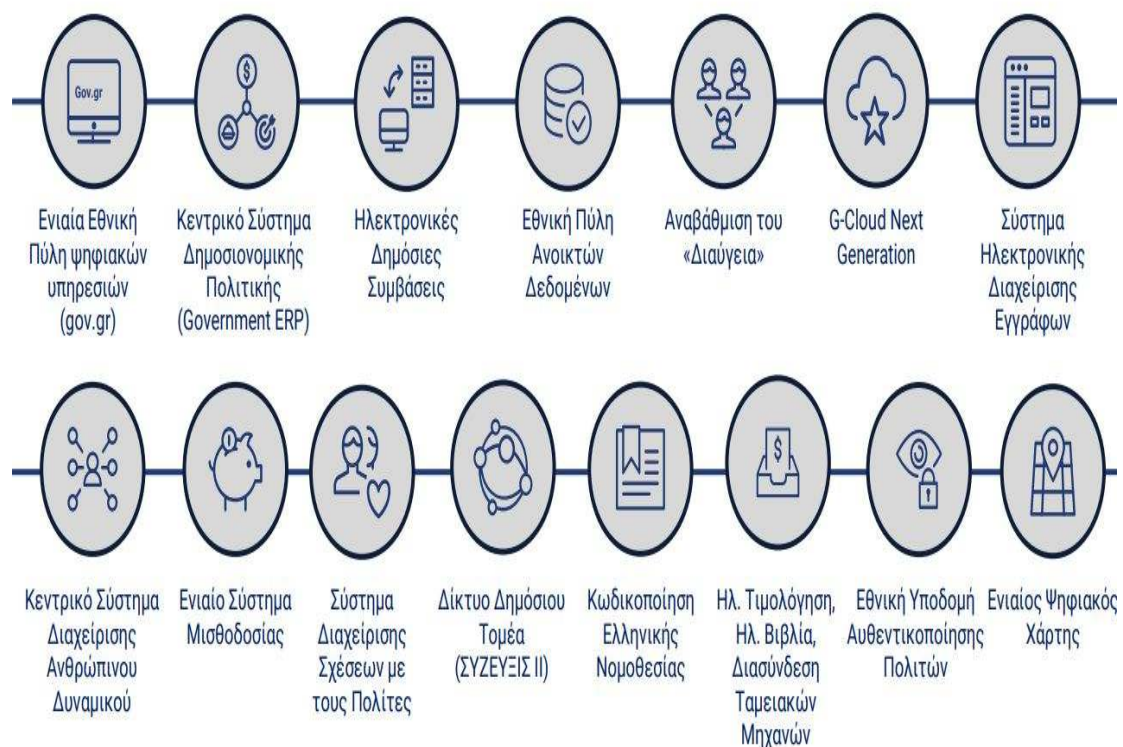 Gov.gr
Ενιαία Εθνική
Πύλη ψηφιακών
υπηρεσιών
(gov.gr)
Κεντρικό Σύστημα
Δημοσιονομικής
Πολιτικής
(Government ERP)
Ηλεκτρονικές
Δημόσιες
Συμβάσεις
Εθνική Πύλη
Ανοικτών
Δεδομένων
Αναβάθμιση του
«Διαύγεια»
G-Cloud Next
Generation
Σύστημα
Ηλεκτρονικής
Διαχείρισης
Εγγράφων
Κεντρικό Σύστημα
Διαχείρισης
Ανθρώπινου
Δυναμικού
Ενιαίο Σύστημα
Μισθοδοσίας
Σύστημα
Διαχείρισης
Σχέσεων με
τους Πολίτες
Δίκτυο Δημόσιου
Τομέα
(ΣΥΖΕΥΞΙΣ ΙΙ)
Κωδικοποίηση
Ελληνικής
Νομοθεσίας
Ηλ. Τιμολόγηση,
Ηλ. Βιβλία,
Διασύνδεση
Ταμειακών
Μηχανών
Εθνική Υποδομή
Αυθεντικοποίησης
Πολιτών
Ενιαίος Ψηφιακός
Χάρτης